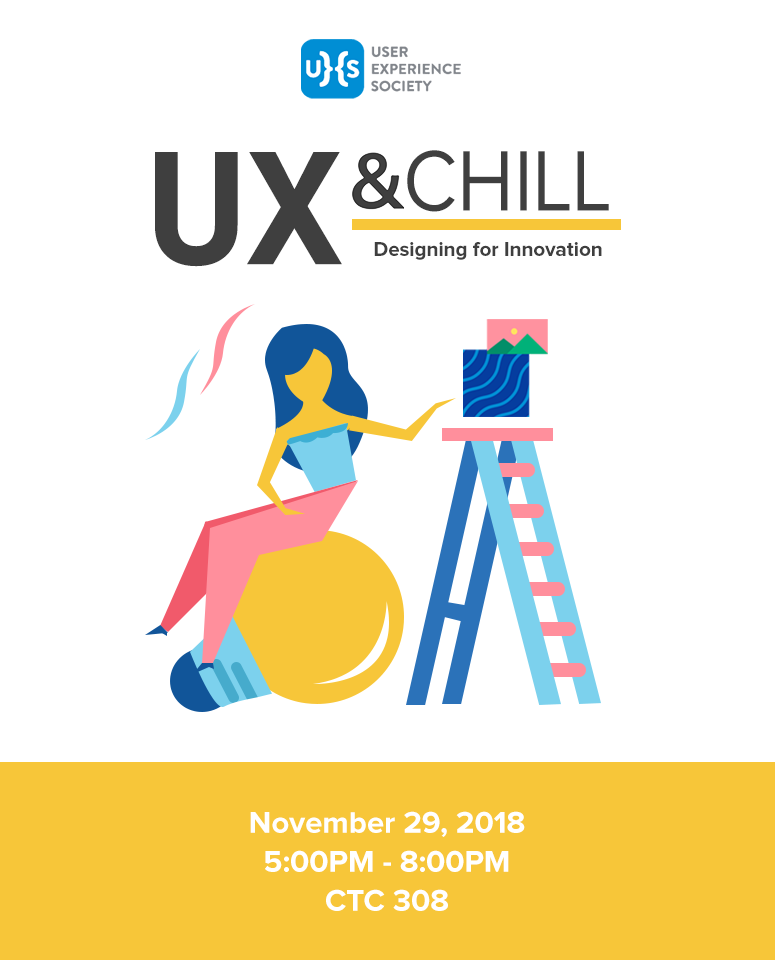 U}{S
USER
EXPERIENCE
SOCIETY
UX &CHILL
Designing for Innovation
November 29, 2018
5:00PM - 8:00PM
CTC 308